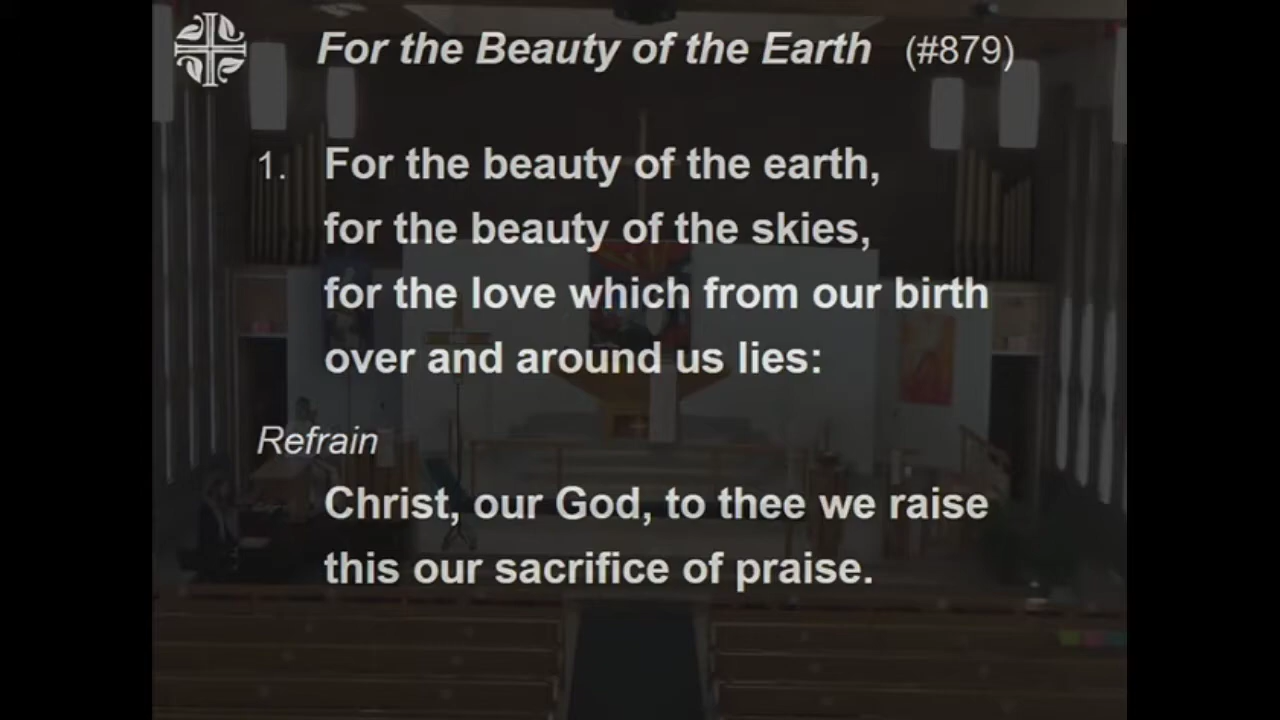 For the Beauty of the Earth (#879)
1. For the beauty of the earth,
for the beauty of the skies,
for the love which from our birth
over and around us lies:
Refrain
Christ, our God, to thee we raise
this our sacrifice of praise.